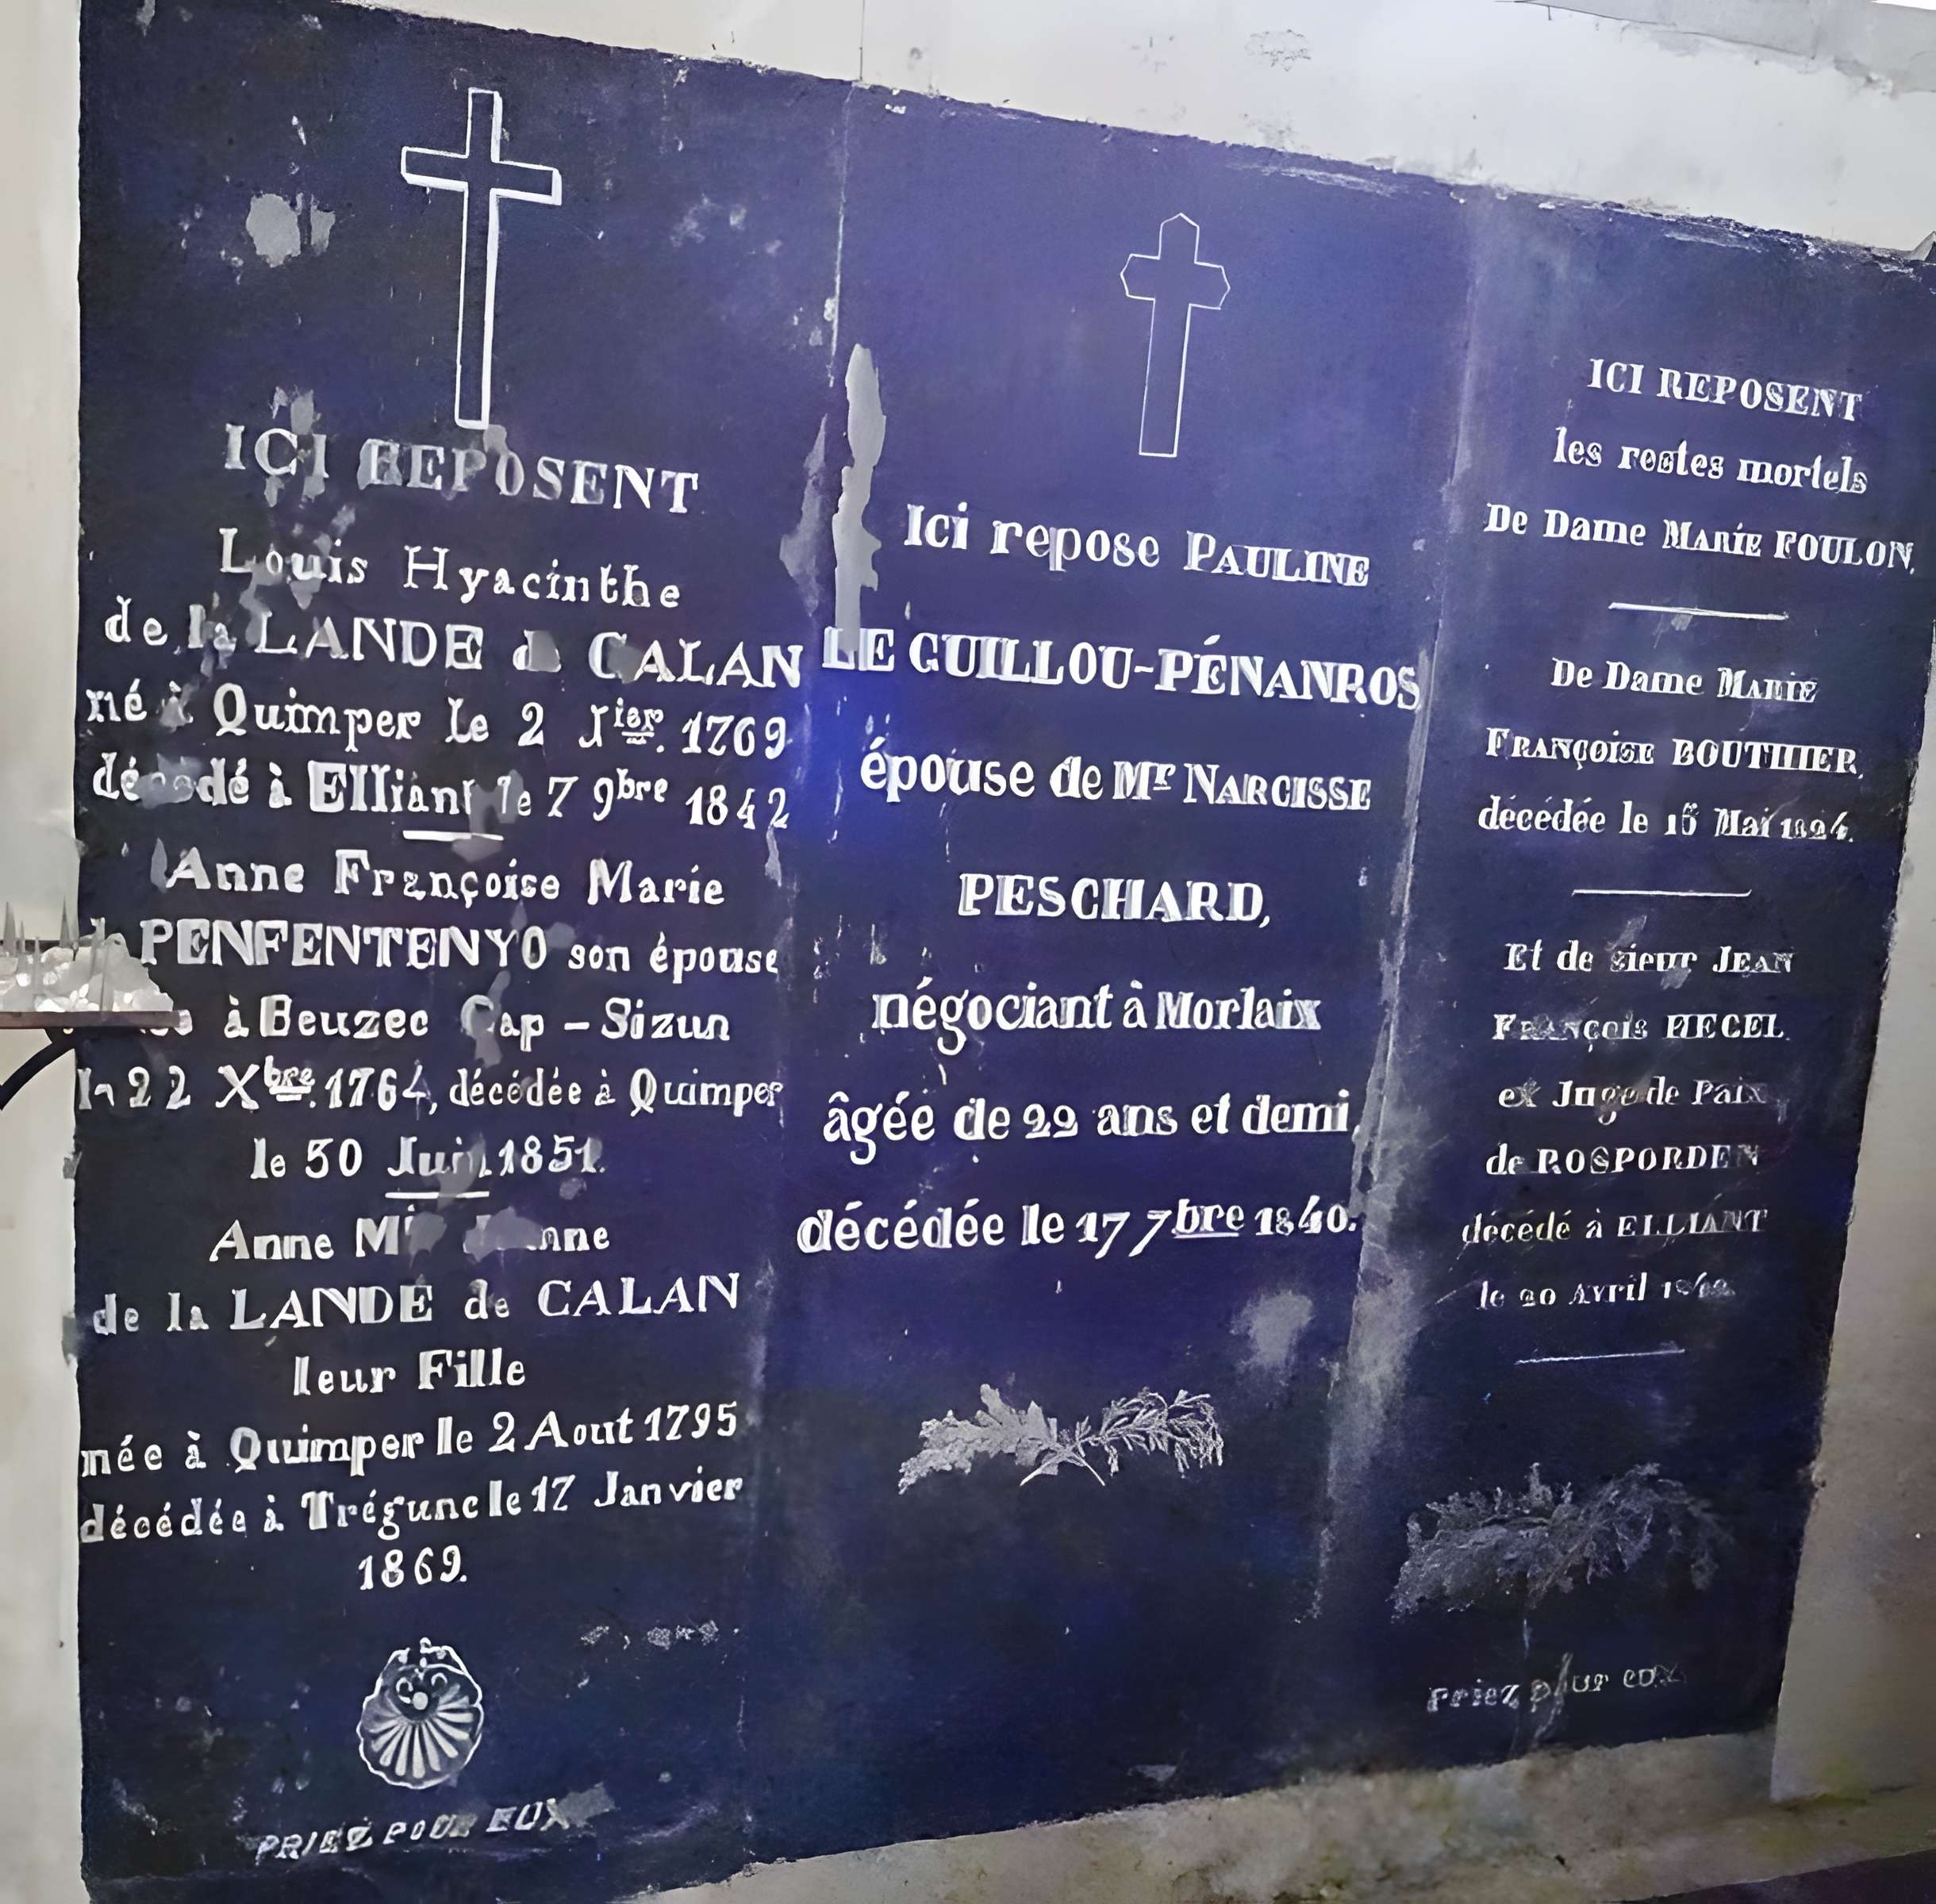 ICI REPOSENT
Louis Hyacinthe
de la LANDE de CALAN
né à Quimper le 2 Jier. 1769
décédé à Elliant le 7 9bre 1842
Anne Françoise Marie
de PENFENTENYO son épouse
à Beuzec Cap - Sizun
le 22 Xbre. 1764, décédée à Quimper
le 30 1851.
Anne
de la LANDE de CALAN
leur Fille
née à Quimper le 2 Aout 1795
décédée à Trégunc le 17 Janvier
1869.
PRIEZ POUR EUX
Ici repose PAULINE
LE GUILLOU-PÉNANROS
épouse de Mr NARCISSE
PESCHARD,
négociant à Morlaix
âgée de 22 ans et demi,
décédée le 17 7bre 1840.
ICI REPOSENT
les restes mortels
De Dame MARIE FOULON.
De Dame MARIE
FRANÇOISE BOUTHIER,
décédée le Mai
Et de sieur JEAN
FRANÇOIS
ex Juge de Paix
de ROSPORDEN
décédé à ELLIANT
le 20 Avril
Priez pour eux